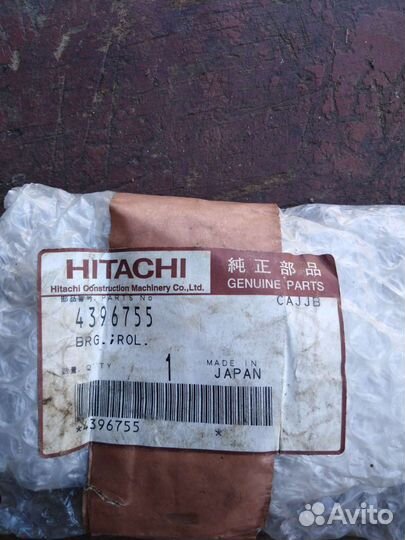 HITACHI
Hitachi Construction Machinery Co., Ltd.
純正部品
GENUINE PARTS
部品番号 PARTS No
CAJJB
4396755
BRG.;ROL.
数量 Q'TY 1 MADE IN JAPAN
*4396755 *
Avito